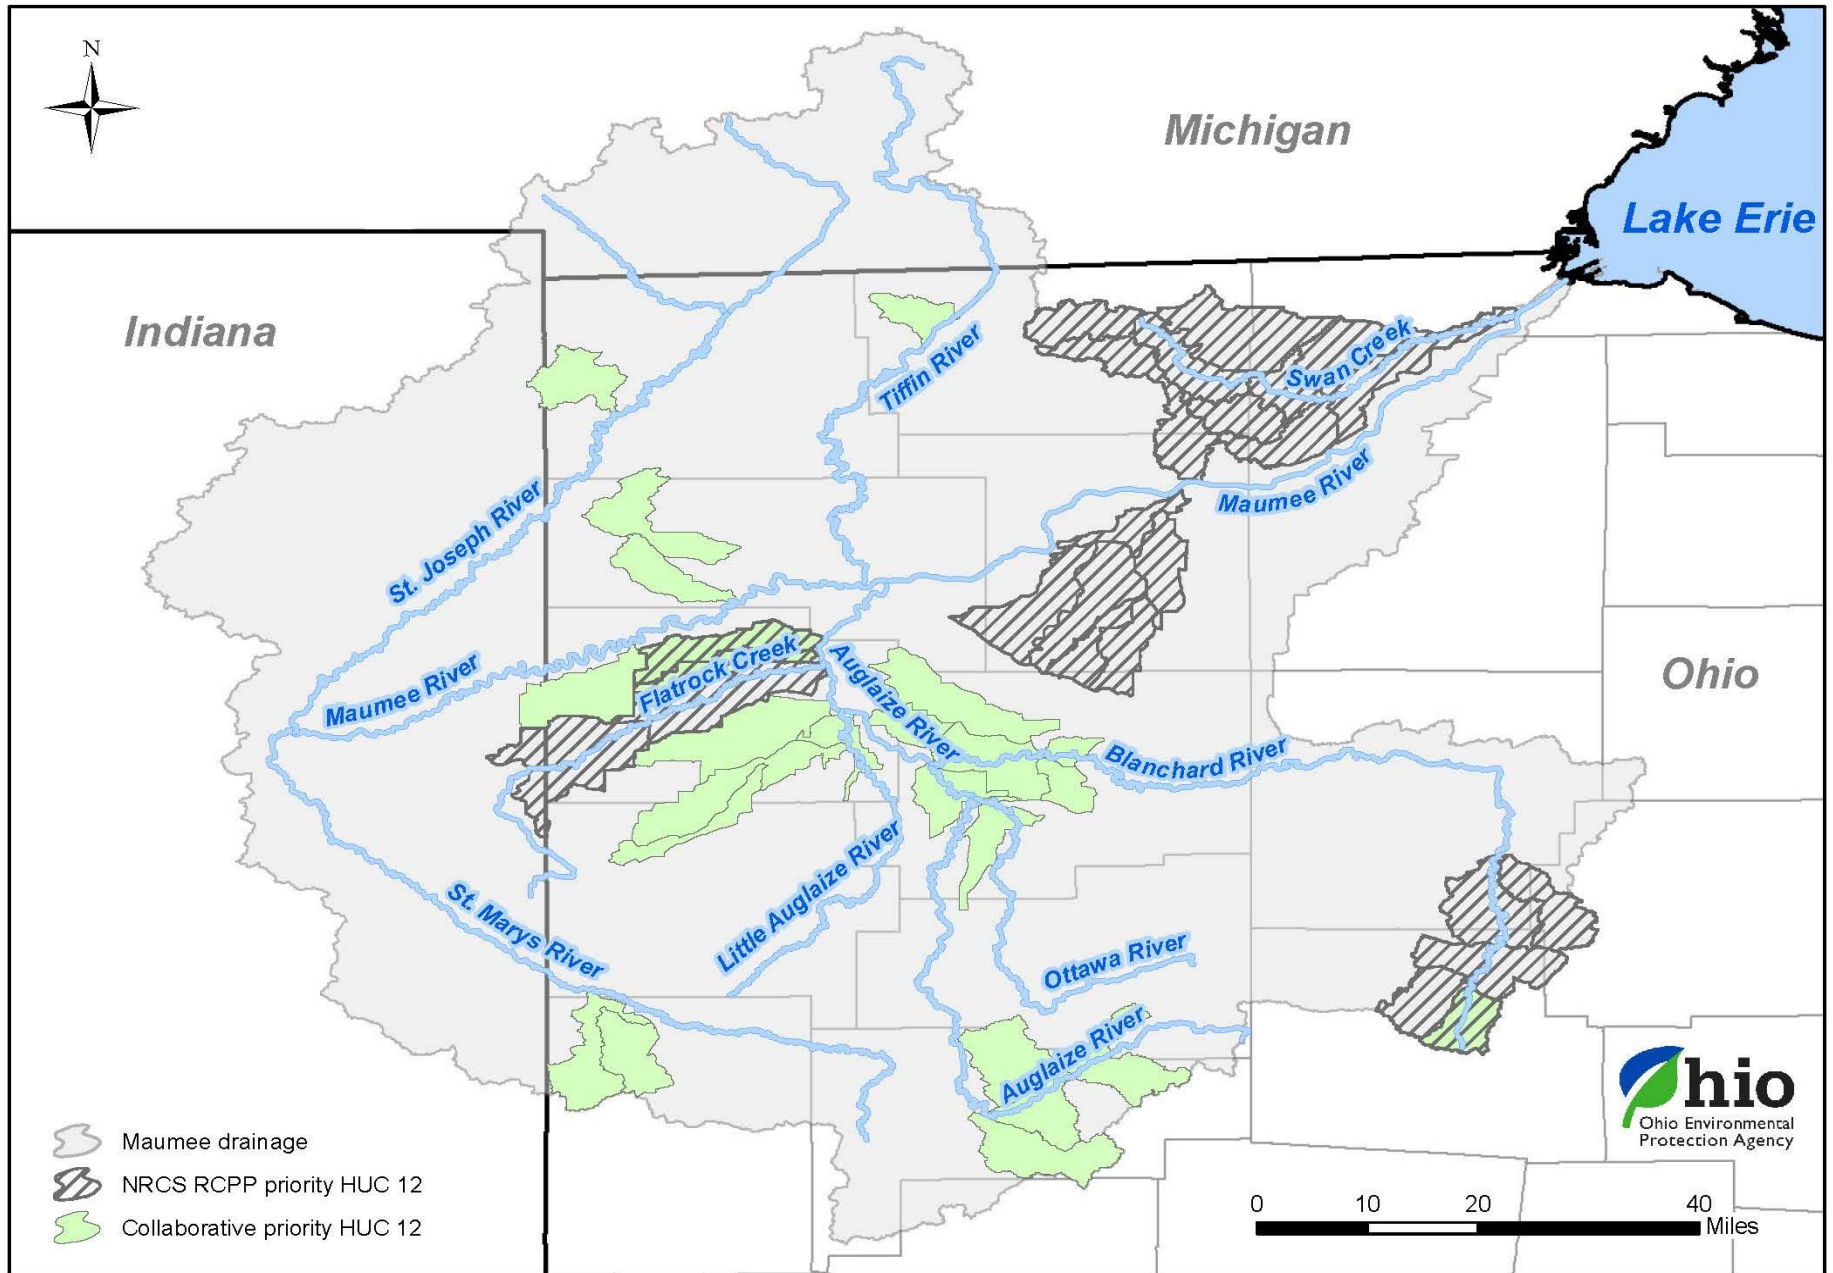 N
Michigan
Lake Erie
Indiana
Swan Creek
Tiffin River
Maumee River
St. Joseph River
Flatrock Creek
Auglaize River
Ohio
Maumee River
Blanchard River
Little Auglaize River
St. Marys River
Ottawa River
Auglaize River
Maumee drainage
NRCS RCPP priority HUC 12
Collaborative priority HUC 12
Ohio
Ohio Environmental
Protection Agency
0 10 20 40
Miles